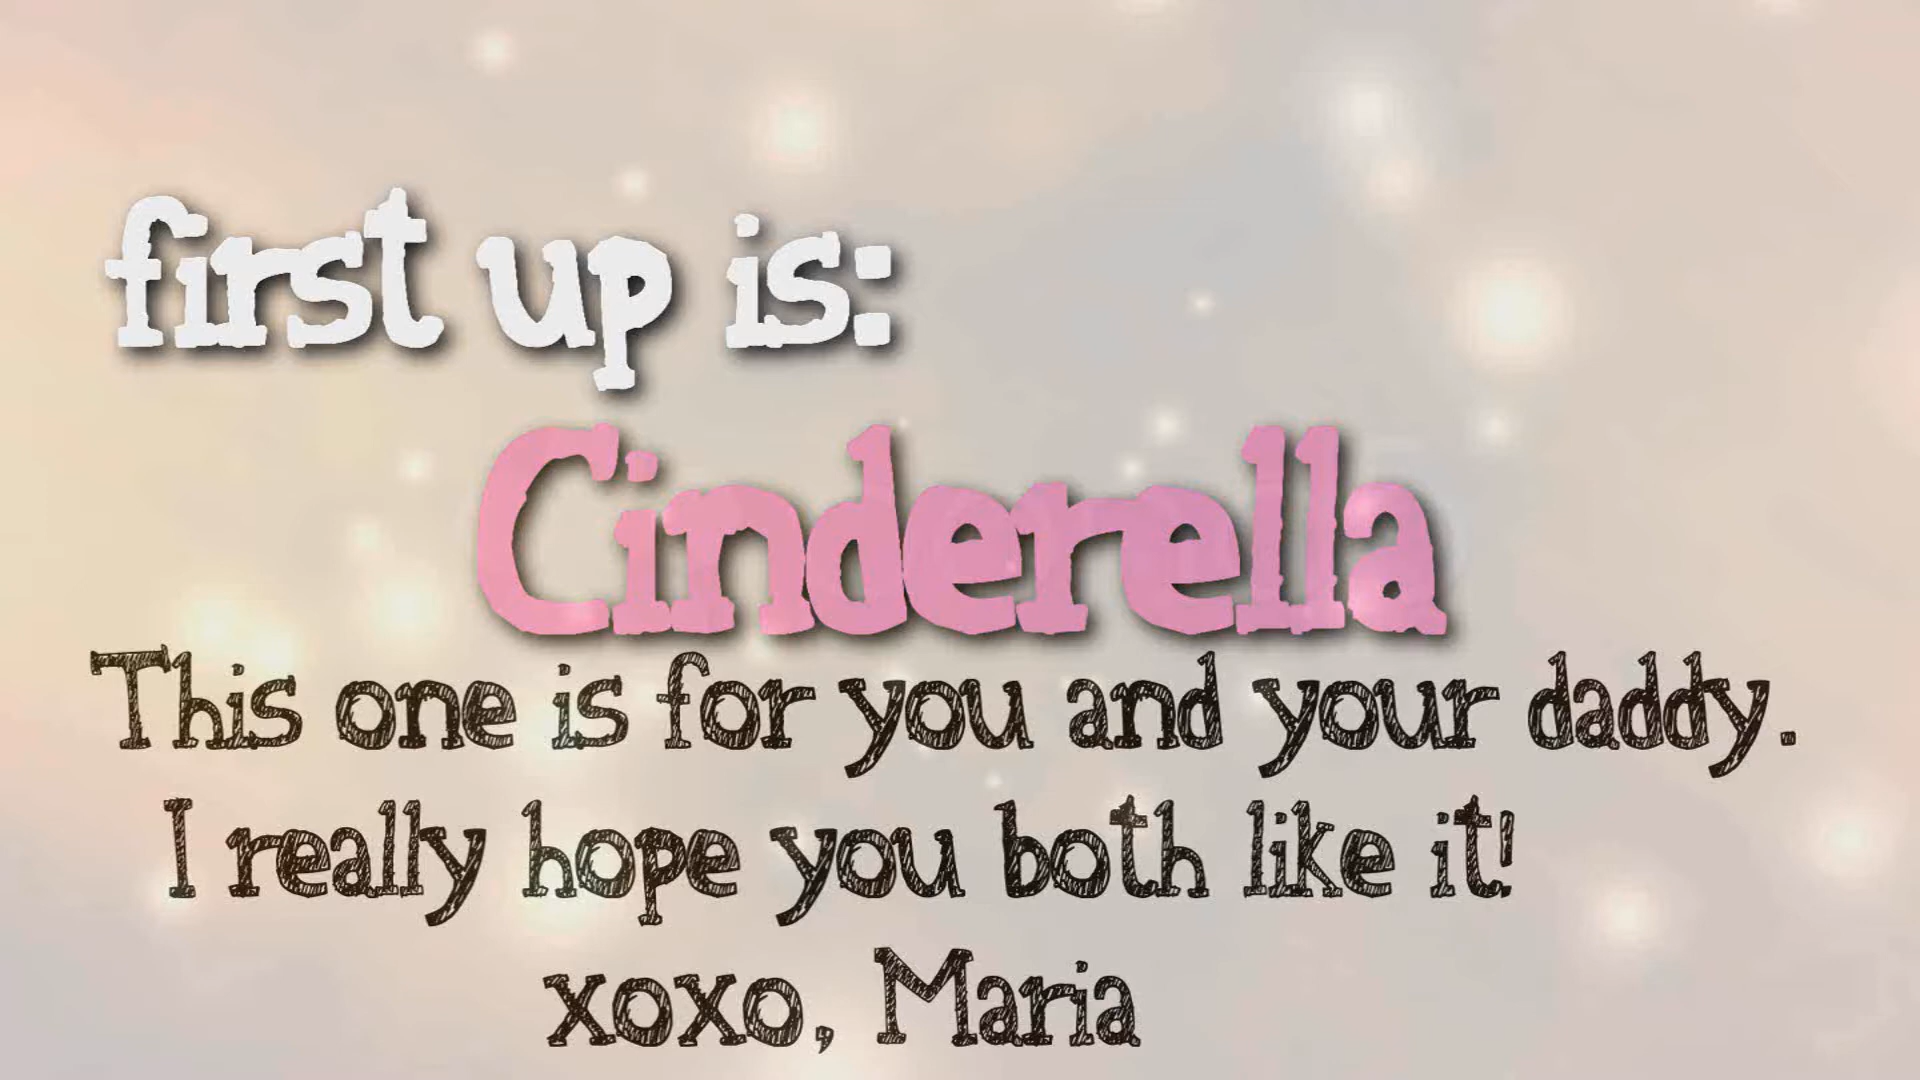 first up is:
Cinderella
This one is for you and your daddy.
I really hope you both like it!
xoxo, Maria